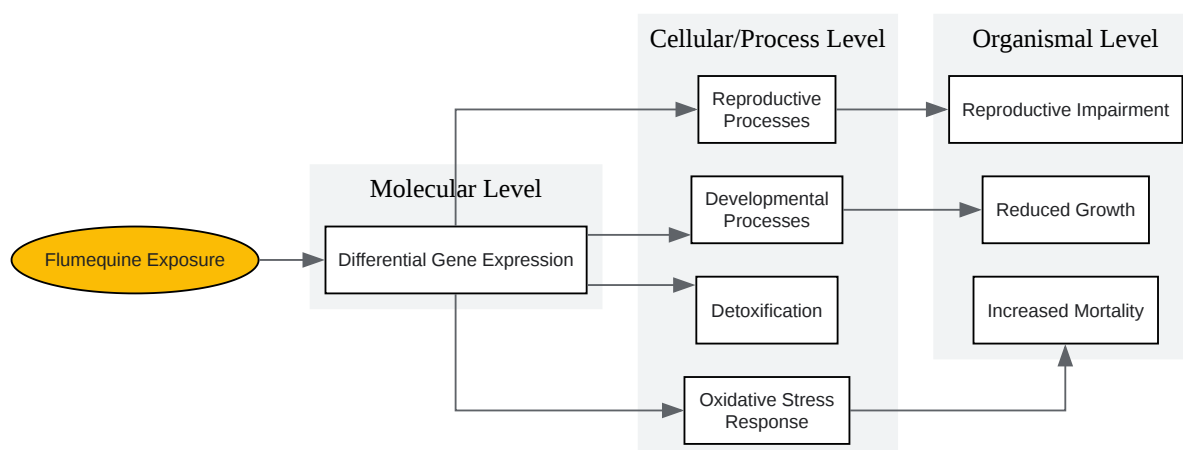 Cellular/Process Level
Organismal Level
Reproductive
Processes
Reproductive Impairment
Molecular Level
Developmental
Processes
Reduced Growth
Flumequine Exposure
Differential Gene Expression
Detoxification
Increased Mortality
Oxidative Stress
Response